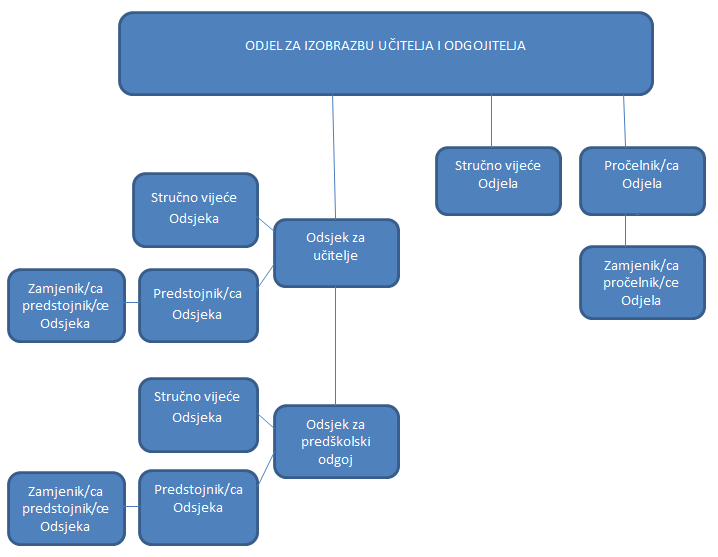 ODJEL ZA IZOBRAZBU UČITELJA I ODGOJITELJA
Stručno vijeće
Odjela
Pročelnik/ca
Odjela
Zamjenik/ca
pročelnik/ce
Odjela
Stručno vijeće
Odsjeka
Odsjek za
učitelje
Zamjenik/ca
predstojnik/ce
Odsjeka
Predstojnik/ca
Odsjeka
Stručno vijeće
Odsjeka
Odsjek za
predškolski
odgoj
Zamjenik/ca
predstojnik/ce
Odsjeka
Predstojnik/ca
Odsjeka